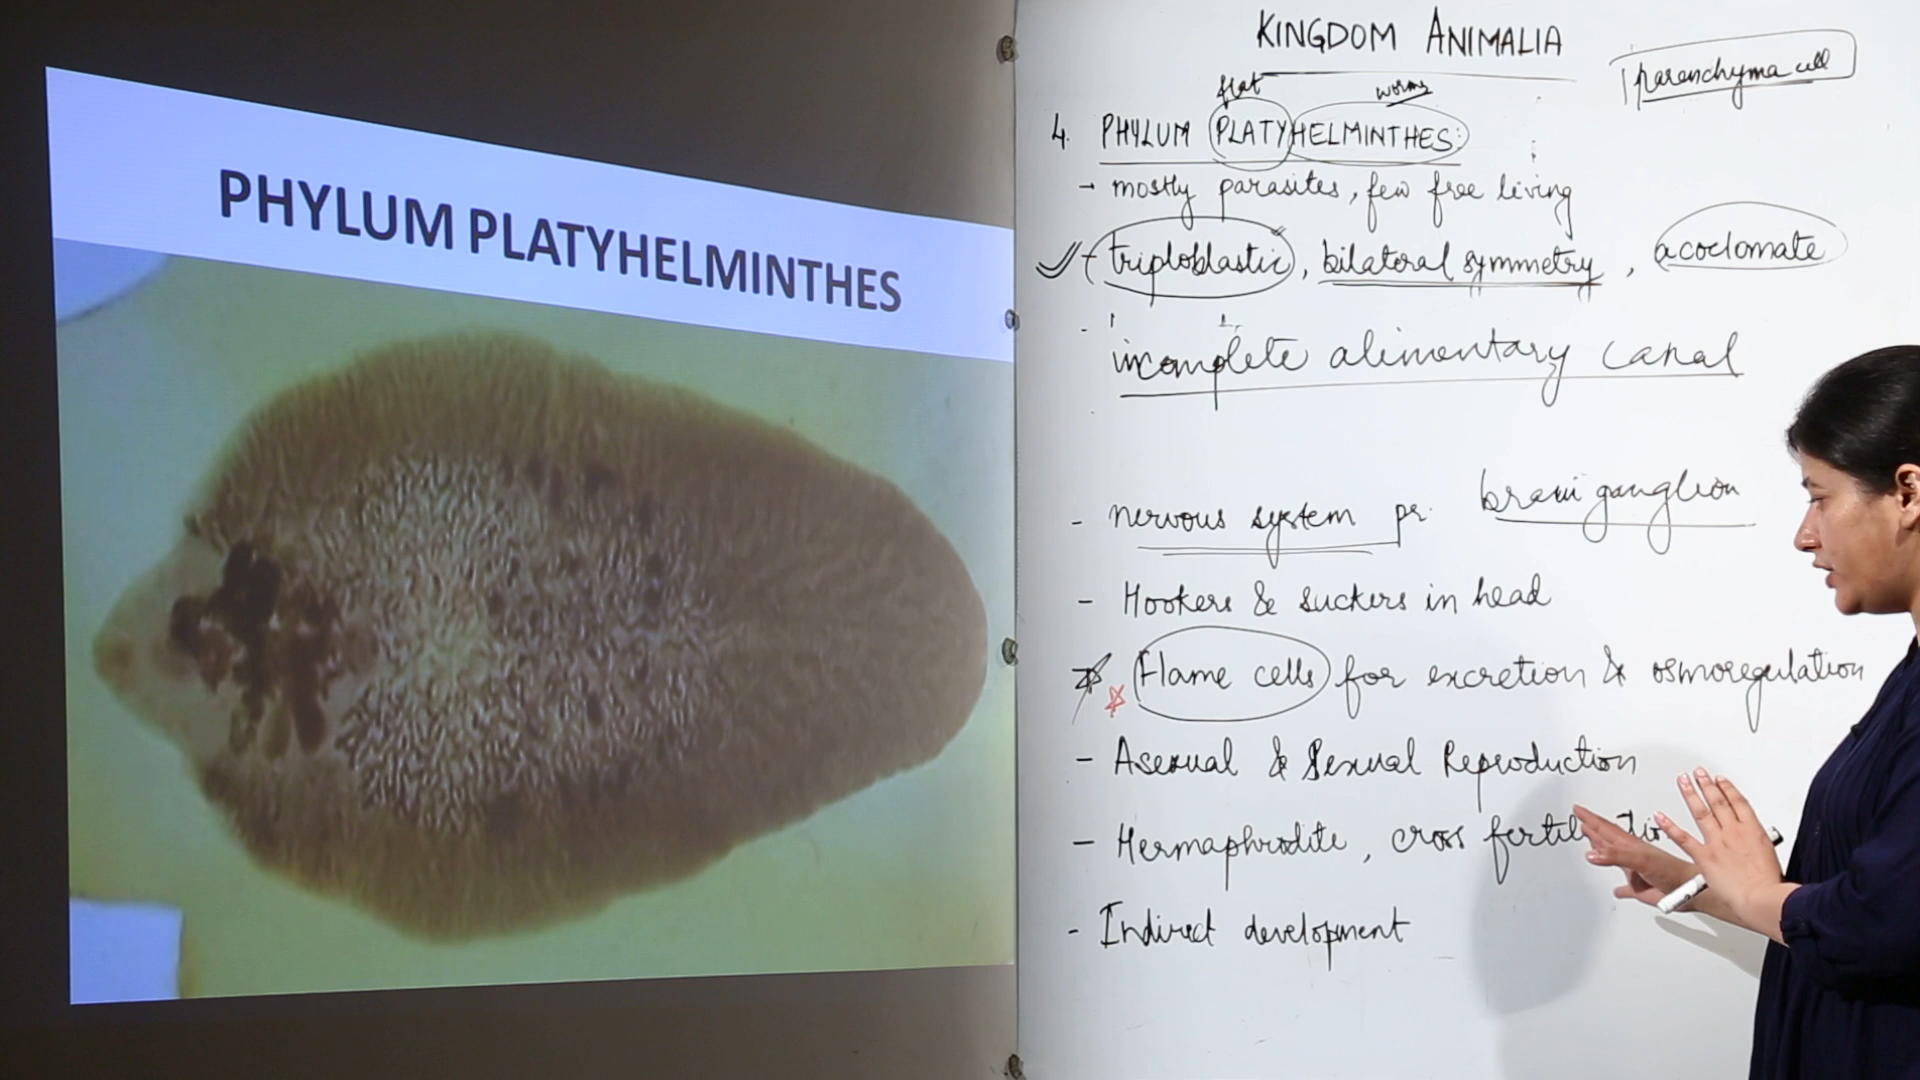 PHYLUM PLATYHELMINTHES
KINGDOM ANIMALIA
parenchyma cell
flat worms
4. PHYLUM PLATYHELMINTHES:
→ mostly parasites, few free living
- triploblastic, bilateral symmetry, acoelomate
- incomplete alimentary canal
- nervous system pr. brain ganglion
- Hookers & suckers in head
Flame cells for excretion & osmoregulation
- Asexual & Sexual Reproduction
- Hermaphrodite, cross
- Indirect development